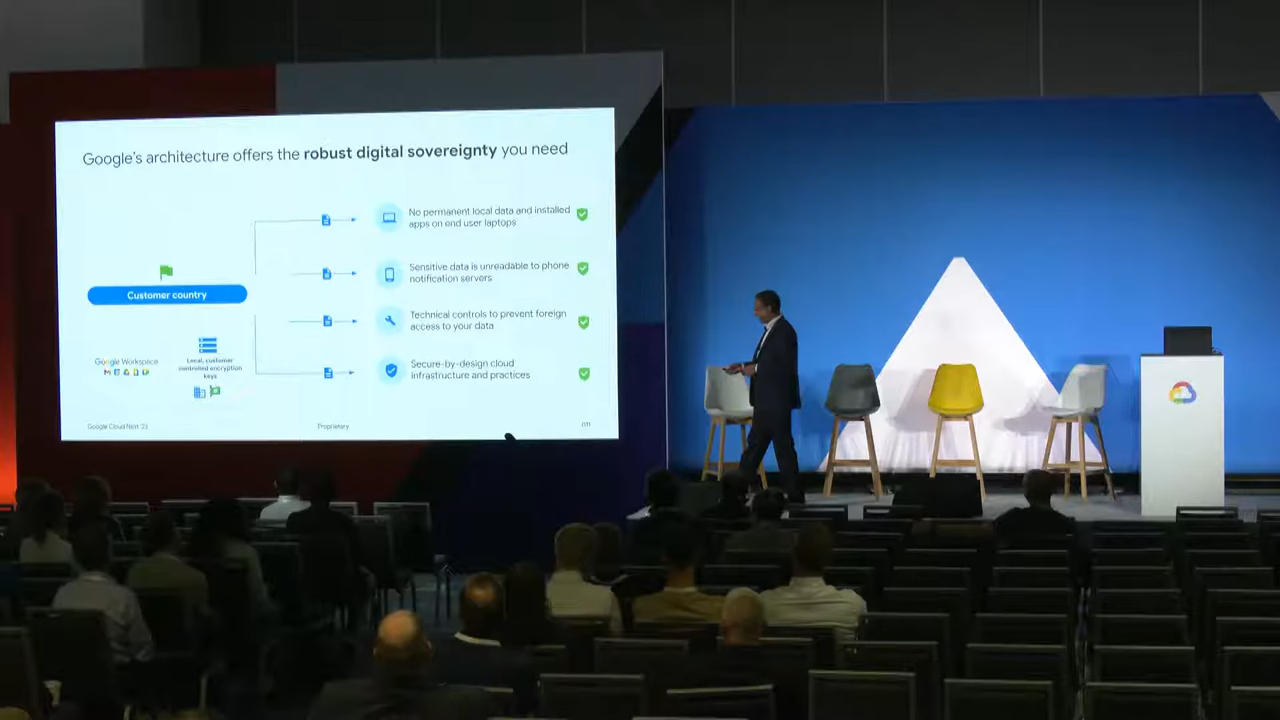 Google's architecture offers the robust digital sovereignty you need
No permanent local data and installed
apps on end user laptops
Sensitive data is unreadable to phone
notification servers
Customer country
Technical controls to prevent foreign
access to your data
Google Workspace
Local, customer
controlled encryption
keys
Secure-by-design cloud
infrastructure and practices
Google Cloud Next '23
Proprietary